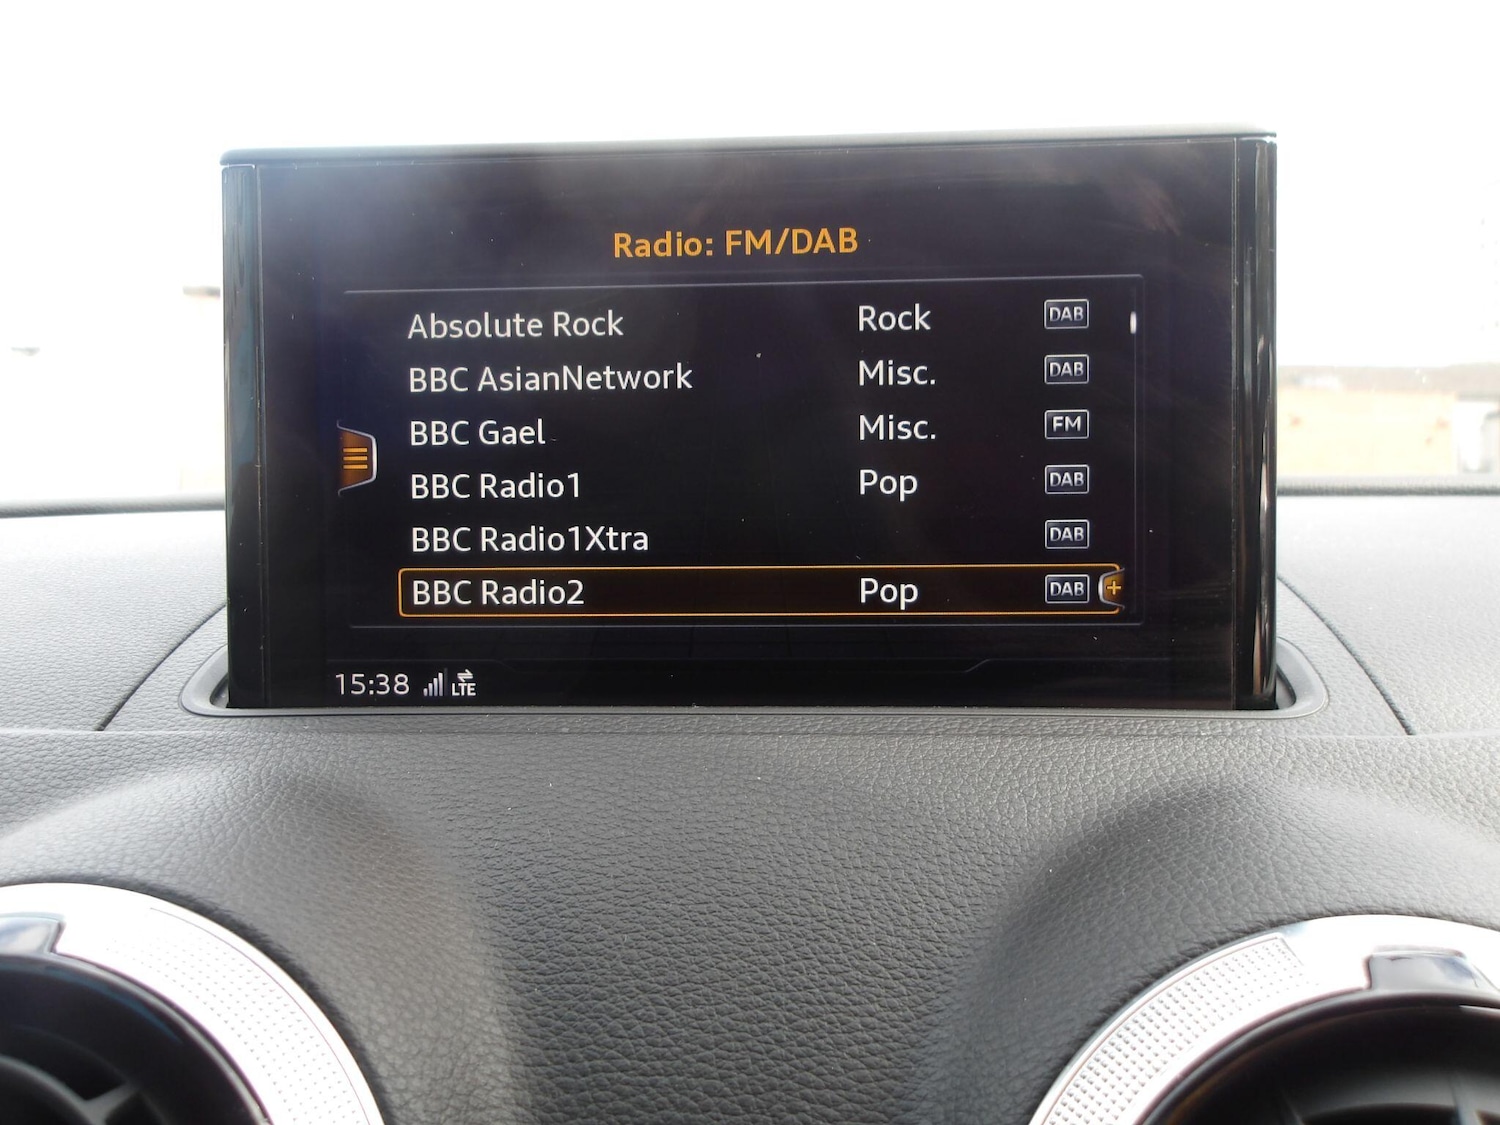 Radio: FM/DAB
Absolute Rock Rock DAB
BBC AsianNetwork Misc. DAB
BBC Gael Misc. FM
BBC Radio1 Pop DAB
BBC Radio1Xtra DAB
BBC Radio2 Pop DAB +
15:38 LTE